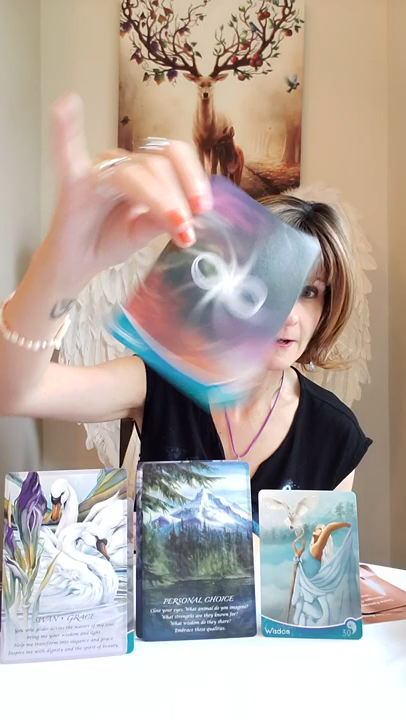 SWAN • GRACE
You who glides across the waters of my soul
bring me your wisdom and light
Help me transform into elegance and grace
Inspire me with dignity and the spirit of beauty
PERSONAL CHOICE
Close your eyes. What animal do you imagine?
What strengths are they known for?
What wisdom do they share?
Embrace these qualities.
Wisdom
30